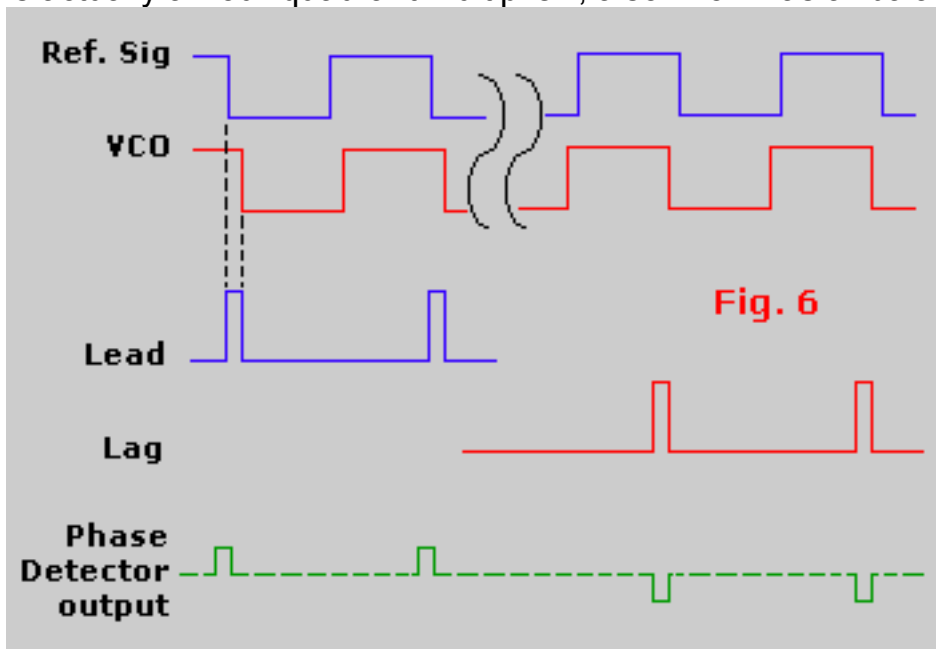 Ref. Sig
VCO
Fig. 6
Lead
Lag
Phase
Detector
output